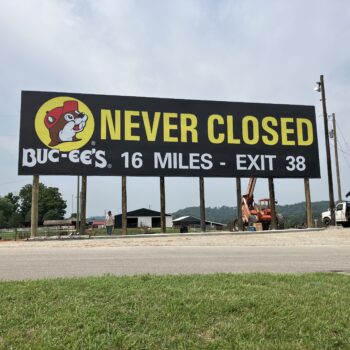 NEVER CLOSED
BUC-EE'S ® 16 MILES - EXIT 38